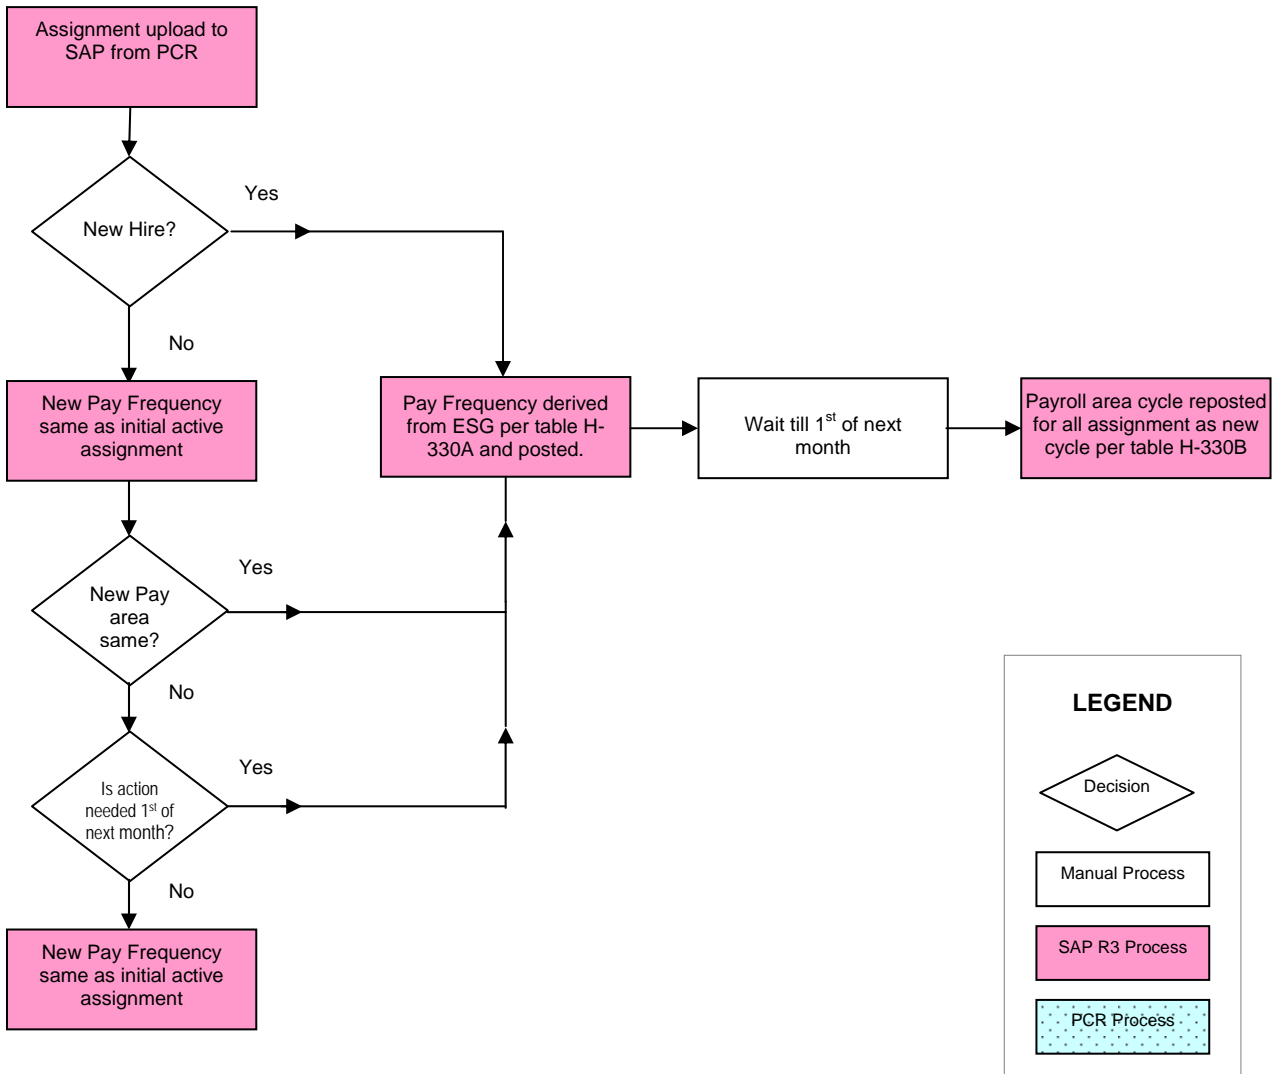 Assignment upload to
SAP from PCR
New Hire?
Yes
No
New Pay Frequency
same as initial active
assignment
Pay Frequency derived
from ESG per table H-
330A and posted.
Wait till 1st of next
month
Payroll area cycle reposted
for all assignment as new
cycle per table H-330B
New Pay
area
same?
Yes
No
Is action
needed 1st of
next month?
Yes
No
New Pay Frequency
same as initial active
assignment
LEGEND
Decision
Manual Process
SAP R3 Process
PCR Process